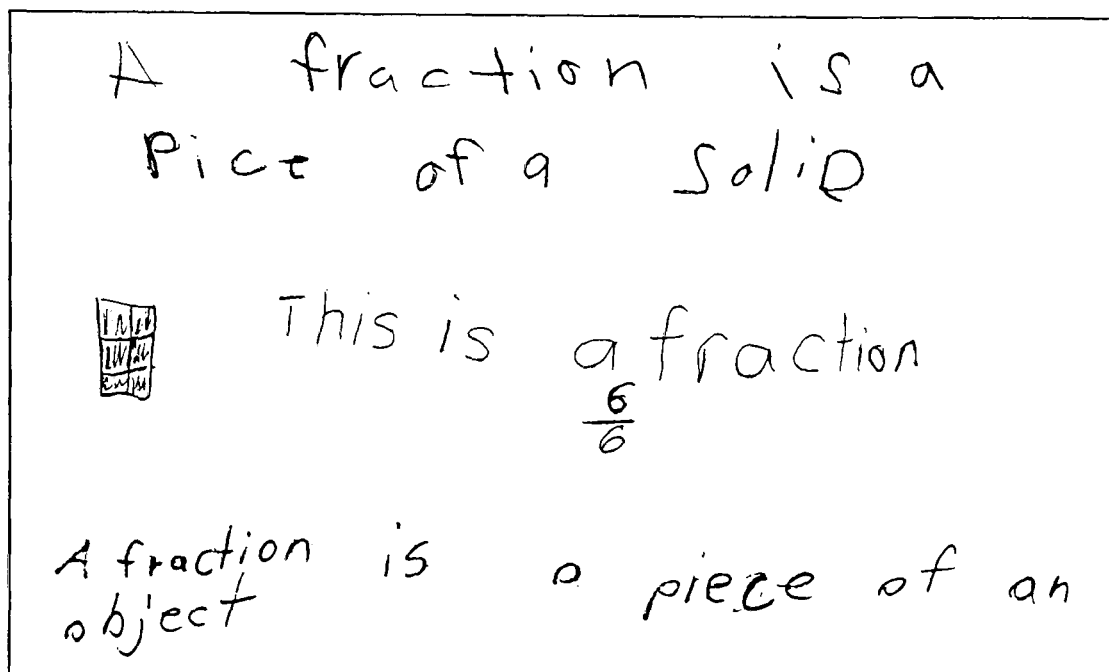 A fraction is a
Pice of a SoliD
This is a fraction
6
6
A fraction is a piece of an
object